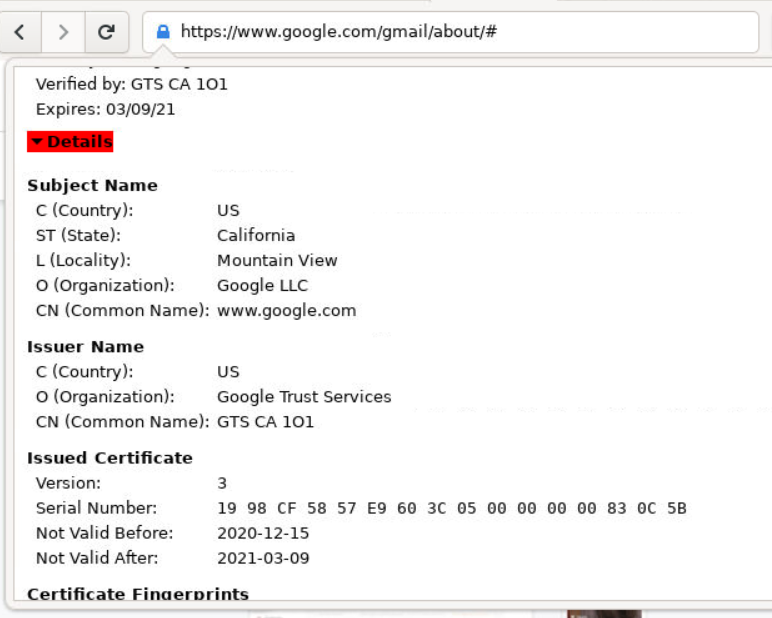 https://www.google.com/gmail/about/#
Verified by: GTS CA 1O1
Expires: 03/09/21
Details
Subject Name
C (Country): US
ST (State): California
L (Locality): Mountain View
O (Organization): Google LLC
CN (Common Name): www.google.com
Issuer Name
C (Country): US
O (Organization): Google Trust Services
CN (Common Name): GTS CA 1O1
Issued Certificate
Version: 3
Serial Number: 19 98 CF 58 57 E9 60 3C 05 00 00 00 00 83 0C 5B
Not Valid Before: 2020-12-15
Not Valid After: 2021-03-09
Certificate Fingerprints